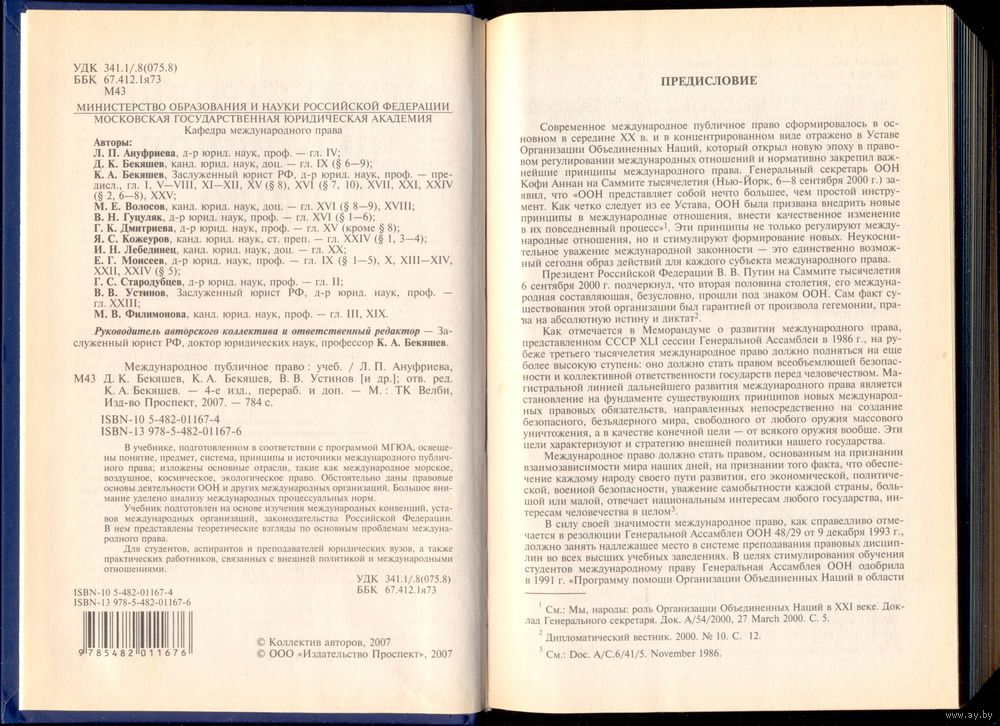 УДК 341.1/.8(075.8)
ББК 67.412.1я73
М43
МИНИСТЕРСТВО ОБРАЗОВАНИЯ И НАУКИ РОССИЙСКОЙ ФЕДЕРАЦИИ
МОСКОВСКАЯ ГОСУДАРСТВЕННАЯ ЮРИДИЧЕСКАЯ АКАДЕМИЯ
Кафедра международного права
Авторы:
Л. П. Ануфриева, д-р юрид. наук, проф. — гл. IV;
Д. К. Бекяшев, канд. юрид. наук, доц. — гл. IX (§ 6—9);
К. А. Бекяшев, Заслуженный юрист РФ, д-р юрид. наук, проф. — пре-
дисл., гл. I, V—VIII, XI—XII, XV (§ 8), XVI (§ 7, 10), XVII, XXI, XXIV
(§ 2, 6—8), XXV;
М. Е. Волосов, канд. юрид. наук, доц. — гл. XVI (§ 8—9), XVIII;
В. Н. Гуцуляк, д-р юрид. наук, проф. — гл. XVI (§ 1—6);
Г. К. Дмитриева, д-р юрид. наук, проф. — гл. XV (кроме § 8);
Я. С. Кожеуров, канд. юрид. наук, ст. преп. — гл. XXIV (§ 1, 3—4);
И. Н. Лебединец, канд. юрид. наук, доц. — гл. XX;
Е. Г. Моисеев, д-р юрид. наук, проф. — гл. IX (§ 1—5), X, XIII—XIV,
XXII, XXIV (§ 5);
Г. С. Стародубцев, д-р юрид. наук, проф. — гл. II;
В. В. Устинов, Заслуженный юрист РФ, д-р юрид. наук, проф. —
гл. XXIII;
М. В. Филимонова, канд. юрид. наук, проф. — гл. III, XIX.
Руководитель авторского коллектива и ответственный редактор — За-
служенный юрист РФ, доктор юридических наук, профессор К. А. Бекяшев.
Международное публичное право : учеб. / Л. П. Ануфриева,
М43 Д. К. Бекяшев, К. А. Бекяшев, В. В. Устинов [и др.]; отв. ред.
К. А. Бекяшев. — 4-е изд., перераб. и доп. — М. : ТК Велби,
Изд-во Проспект, 2007. — 784 с.
ISBN-10 5-482-01167-4
ISBN-13 978-5-482-01167-6
В учебнике, подготовленном в соответствии с программой МГЮА, освеще-
ны понятие, предмет, система, принципы и источники международного публич-
ного права; изложены основные отрасли, такие как международное морское,
воздушное, космическое, экологическое право. Обстоятельно даны правовые
основы деятельности ООН и других международных организаций. Большое вни-
мание уделено анализу международных процессуальных норм.
Учебник подготовлен на основе изучения международных конвенций, уста-
вов международных организаций, законодательства Российской Федерации.
В нем представлены теоретические взгляды по основным проблемам междуна-
родного права.
Для студентов, аспирантов и преподавателей юридических вузов, а также
практических работников, связанных с внешней политикой и международными
отношениями.
УДК 341.1/.8(075.8)
ББК 67.412.1я73
ISBN-10 5-482-01167-4
ISBN-13 978-5-482-01167-6
9 785482 011676
© Коллектив авторов, 2007
© ООО «Издательство Проспект», 2007
ПРЕДИСЛОВИЕ
Современное международное публичное право сформировалось в ос-
новном в середине XX в. и в концентрированном виде отражено в Уставе
Организации Объединенных Наций, который открыл новую эпоху в право-
вом регулировании международных отношений и нормативно закрепил важ-
нейшие принципы международного права. Генеральный секретарь ООН
Кофи Аннан на Саммите тысячелетия (Нью-Йорк, 6—8 сентября 2000 г.) за-
явил, что «ООН представляет собой нечто большее, чем простой инстру-
мент. Как четко следует из ее Устава, ООН была призвана внедрить новые
принципы в международные отношения, внести качественное изменение
в их повседневный процесс»¹. Эти принципы не только регулируют между-
народные отношения, но и стимулируют формирование новых. Неукосни-
тельное уважение международной законности — это единственно возмож-
ный сегодня образ действий для каждого субъекта международного права.
Президент Российской Федерации В. В. Путин на Саммите тысячелетия
6 сентября 2000 г. подчеркнул, что вторая половина столетия, его междуна-
родная составляющая, безусловно, прошли под знаком ООН. Сам факт су-
ществования этой организации был гарантией от произвола гегемонии, пра-
ва на абсолютную истину и диктат².
Как отмечается в Меморандуме о развитии международного права,
представленном СССР XLI сессии Генеральной Ассамблеи в 1986 г., на ру-
беже третьего тысячелетия международное право должно подняться на еще
более высокую ступень: оно должно стать правом всеобъемлющей безопас-
ности и коллективной ответственности государств перед человечеством. Ма-
гистральной линией дальнейшего развития международного права является
становление на фундаменте существующих принципов новых международ-
ных правовых обязательств, направленных непосредственно на создание
безопасного, безъядерного мира, свободного от любого оружия массового
уничтожения, а в качестве конечной цели — от всякого оружия вообще. Эти
цели характеризуют и стратегию внешней политики нашего государства.
Международное право должно стать правом, основанным на признании
взаимозависимости мира наших дней, на признании того факта, что обеспе-
чение каждому народу своего пути развития, его экономической, политиче-
ской, военной безопасности, уважение самобытности каждой страны, боль-
шой или малой, отвечает национальным интересам любого государства, ин-
тересам человечества в целом³.
В силу своей значимости международное право, как справедливо отме-
чается в резолюции Генеральной Ассамблеи ООН 48/29 от 9 декабря 1993 г.,
должно занять надлежащее место в системе преподавания правовых дисцип-
лин во всех высших учебных заведениях. В целях стимулирования обучения
студентов международному праву Генеральная Ассамблея ООН одобрила
в 1991 г. «Программу помощи Организации Объединенных Наций в области
¹ См.: Мы, народы: роль Организации Объединенных Наций в XXI веке. Док-
лад Генерального секретаря. Док. A/54/2000, 27 March 2000. С. 5.
² Дипломатический вестник. 2000. № 10. С. 12.
³ См.: Doc. A/C.6/41/5. November 1986.
www.ay.by